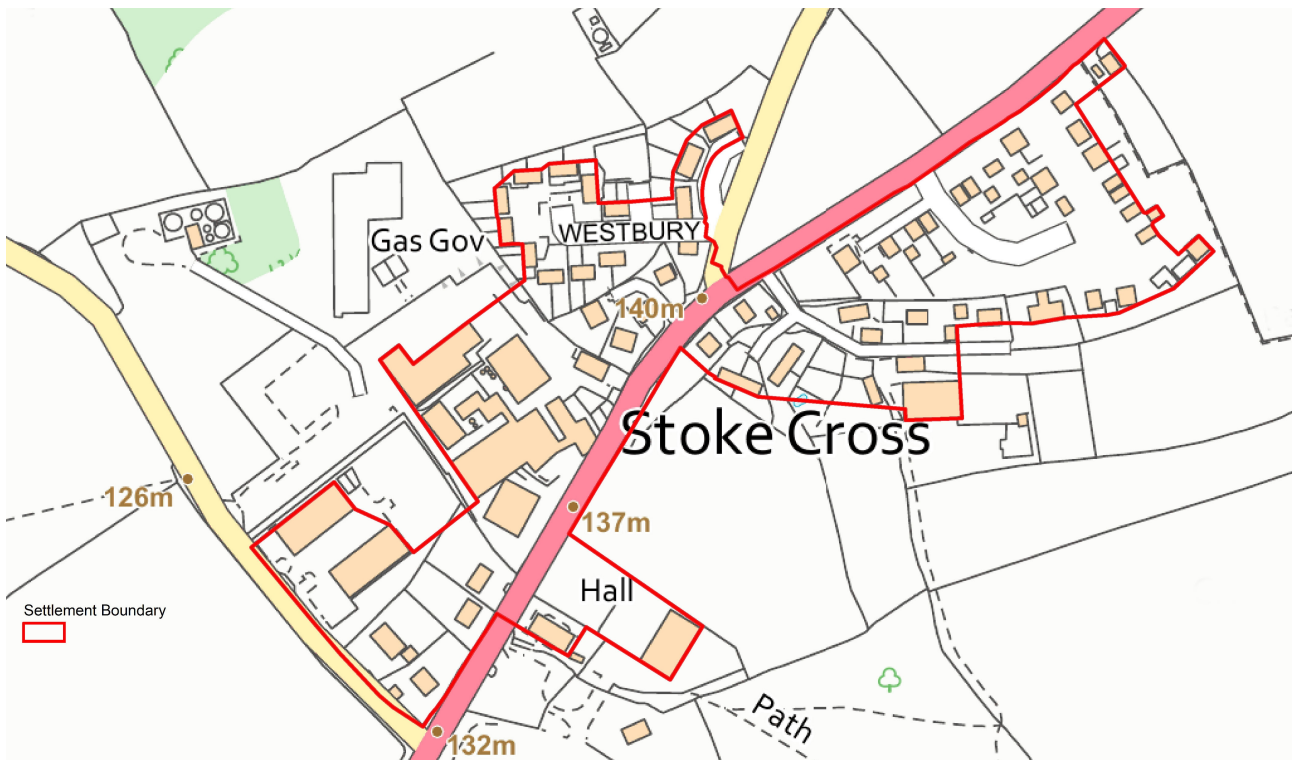 Gas Gov
WESTBURY
140m
Stoke Cross
126m
137m
Hall
Settlement Boundary
Path
132m